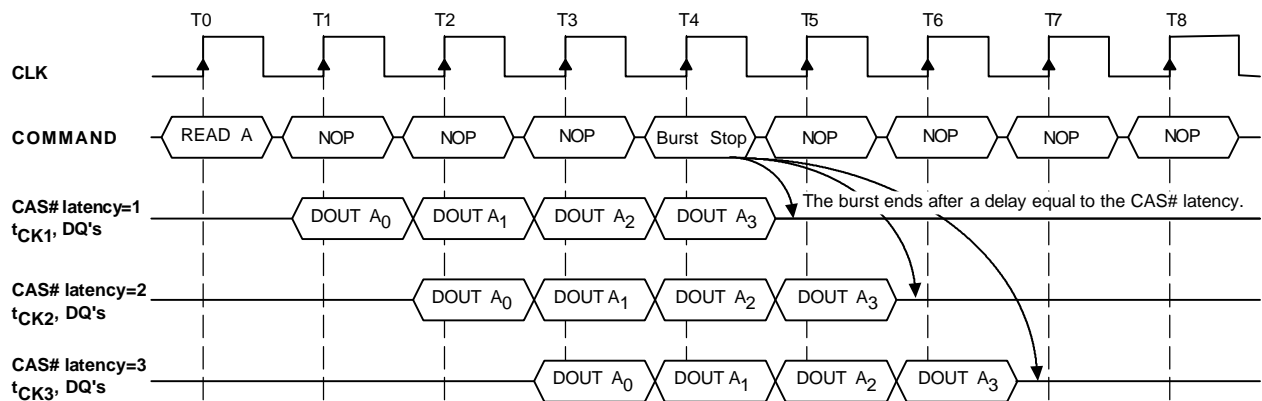 T0 T1 T2 T3 T4 T5 T6 T7 T8
CLK
COMMAND READ A NOP NOP NOP Burst Stop NOP NOP NOP NOP
The burst ends after a delay equal to the CAS# latency.
CAS# latency=1
tCK1, DQ's
DOUT A0 DOUT A1 DOUT A2 DOUT A3
CAS# latency=2
tCK2, DQ's
DOUT A0 DOUT A1 DOUT A2 DOUT A3
CAS# latency=3
tCK3, DQ's
DOUT A0 DOUT A1 DOUT A2 DOUT A3